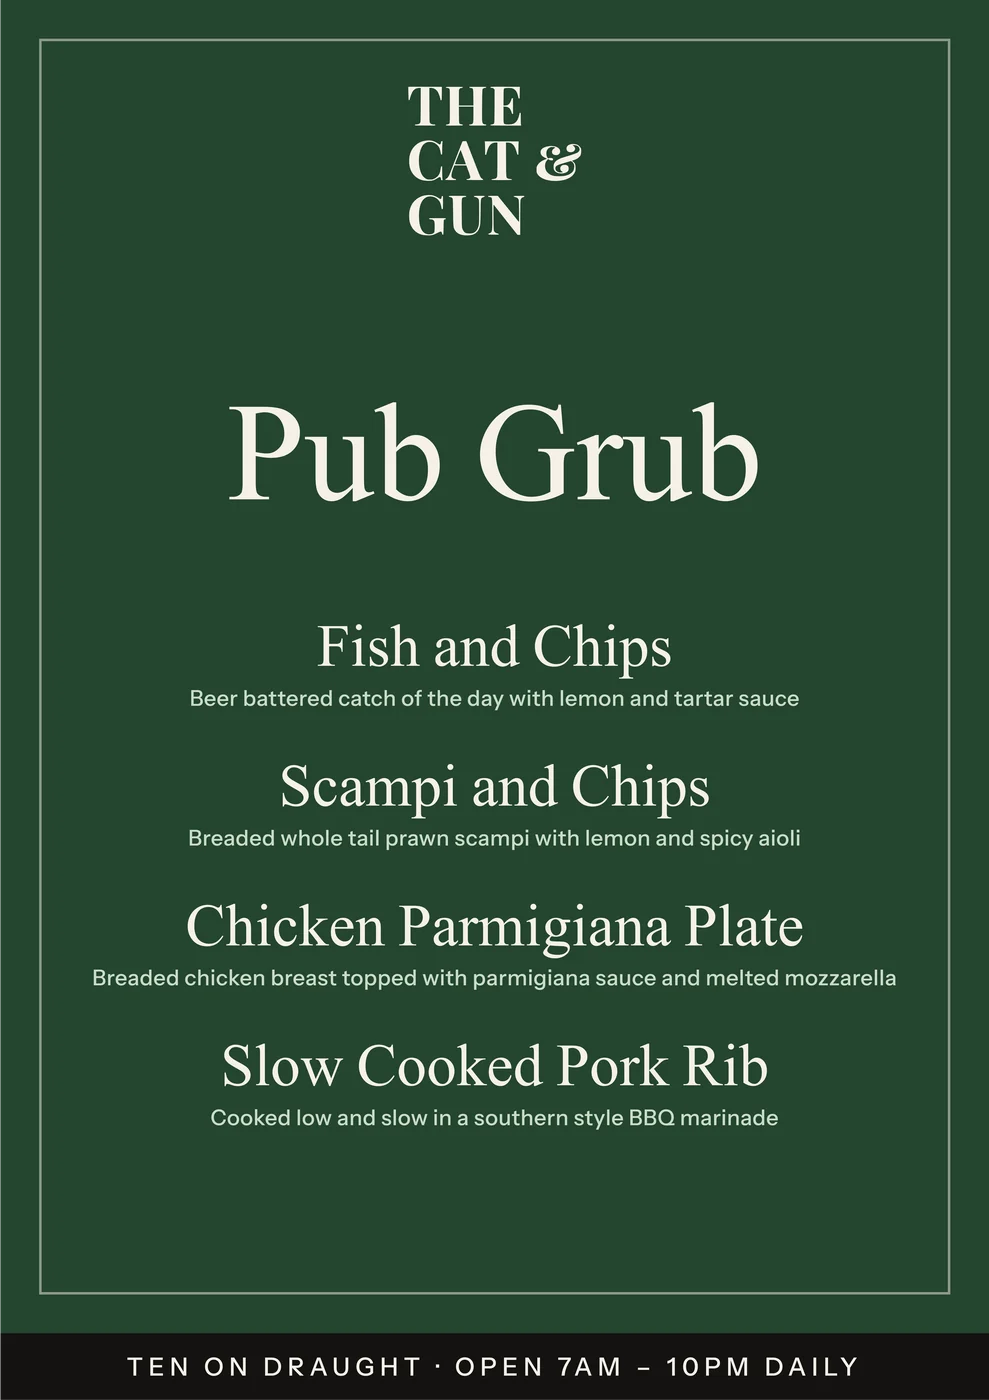 THE
CAT &
GUN
Pub Grub
Fish and Chips
Beer battered catch of the day with lemon and tartar sauce
Scampi and Chips
Breaded whole tail prawn scampi with lemon and spicy aioli
Chicken Parmigiana Plate
Breaded chicken breast topped with parmigiana sauce and melted mozzarella
Slow Cooked Pork Rib
Cooked low and slow in a southern style BBQ marinade
TEN ON DRAUGHT · OPEN 7AM – 10PM DAILY